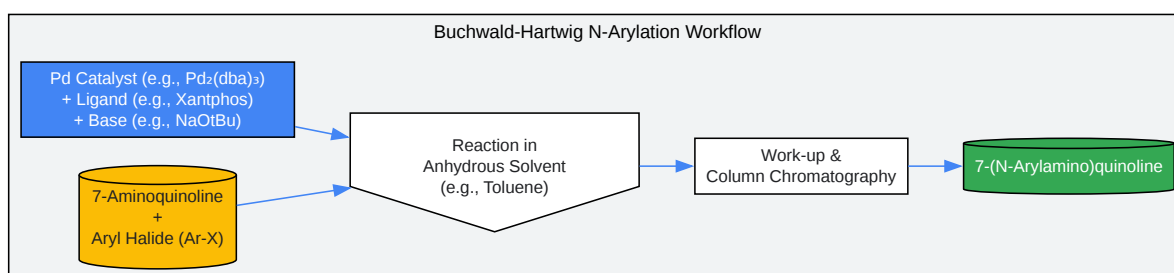 Buchwald-Hartwig N-Arylation Workflow
Pd Catalyst (e.g., Pd₂(dba)₃)
+ Ligand (e.g., Xantphos)
+ Base (e.g., NaOtBu)
7-Aminoquinoline
+
Aryl Halide (Ar-X)
Reaction in
Anhydrous Solvent
(e.g., Toluene)
Work-up &
Column Chromatography
7-(N-Arylamino)quinoline